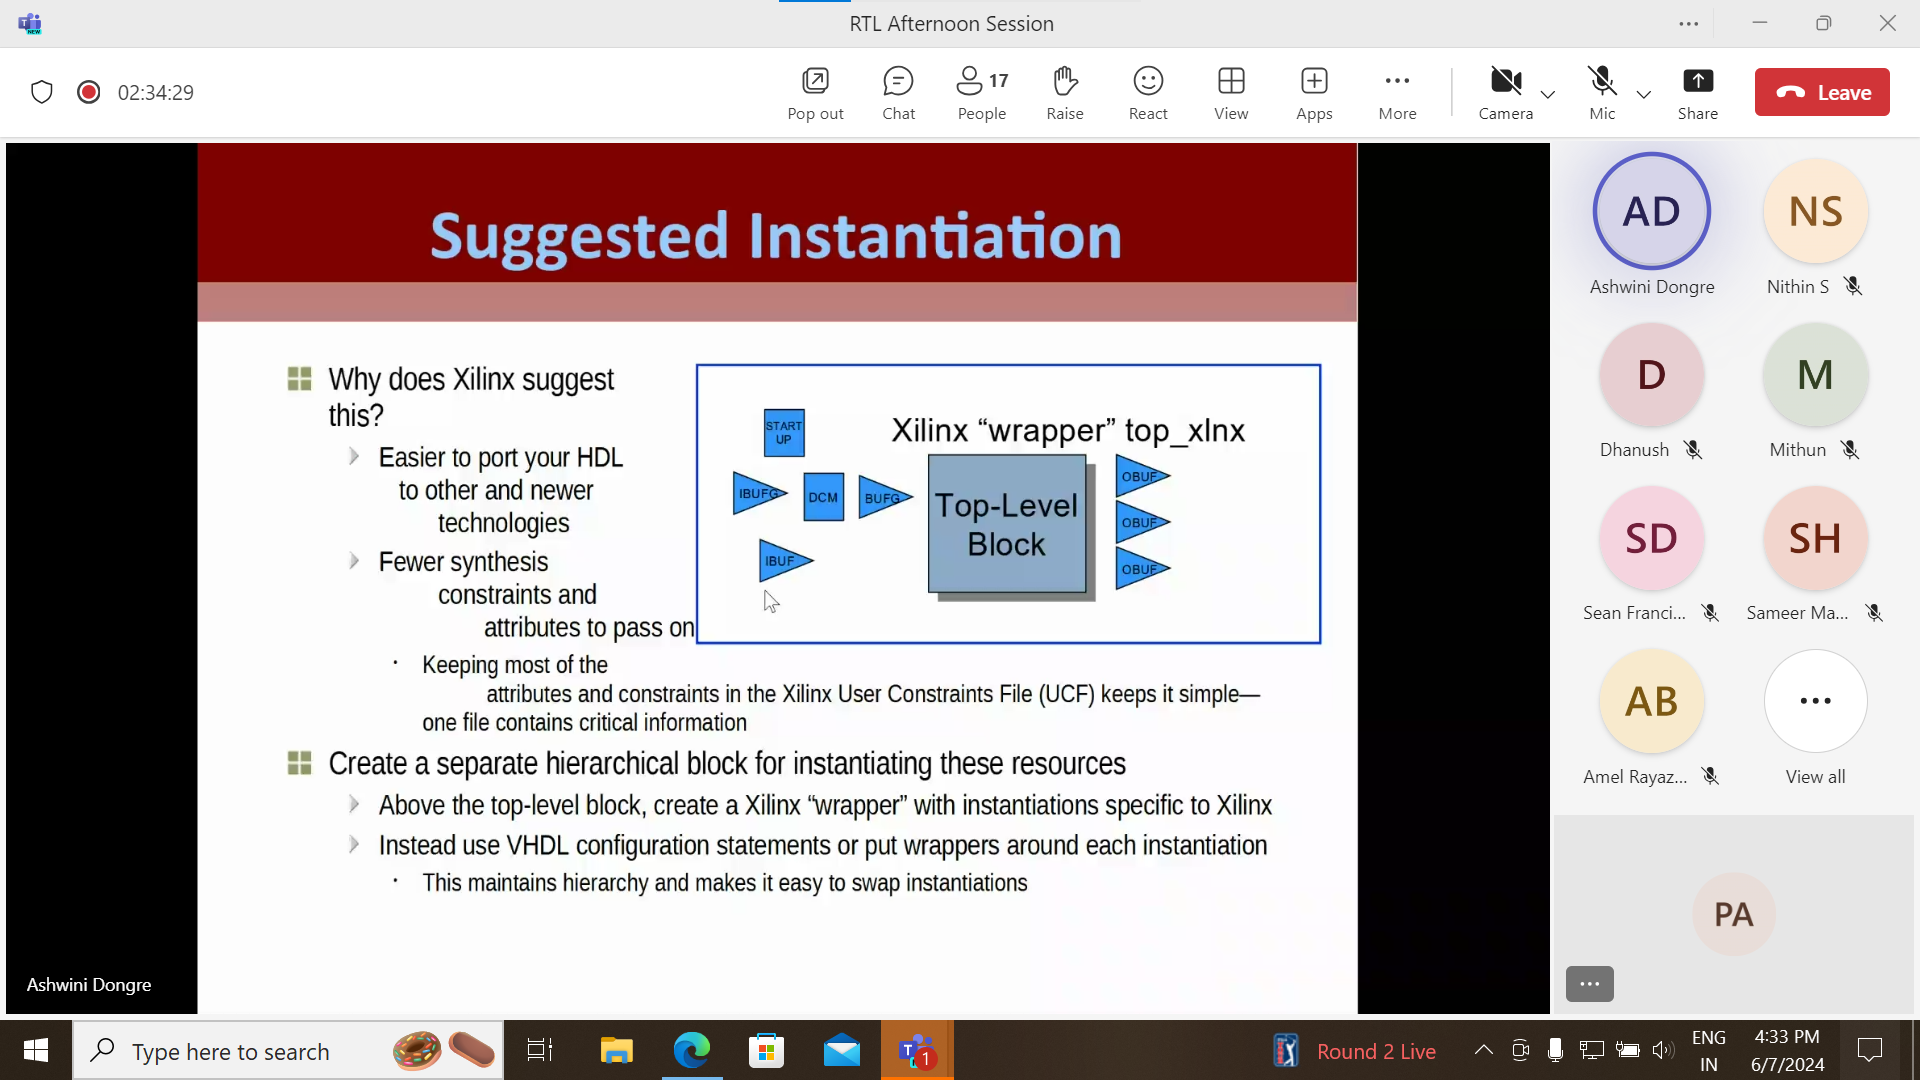 RTL Afternoon Session
NEW
02:34:29
Pop out
Chat
17
People
Raise
React
View
Apps
More
Camera
Mic
Share
Leave
Suggested Instantiation
Why does Xilinx suggest
this?
Easier to port your HDL
to other and newer
technologies
Fewer synthesis
constraints and
attributes to pass on
Keeping most of the
attributes and constraints in the Xilinx User Constraints File (UCF) keeps it simple—
one file contains critical information
START
UP
Xilinx “wrapper” top_xlnx
IBUFG
DCM
BUFG
IBUF
Top-Level
Block
OBUF
OBUF
OBUF
Create a separate hierarchical block for instantiating these resources
Above the top-level block, create a Xilinx “wrapper” with instantiations specific to Xilinx
Instead use VHDL configuration statements or put wrappers around each instantiation
This maintains hierarchy and makes it easy to swap instantiations
Ashwini Dongre
AD
Ashwini Dongre
NS
Nithin S
D
Dhanush
M
Mithun
SD
Sean Franci...
SH
Sameer Ma...
AB
Amel Rayaz...
View all
PA
Type here to search
1
Round 2 Live
ENG
IN
4:33 PM
6/7/2024